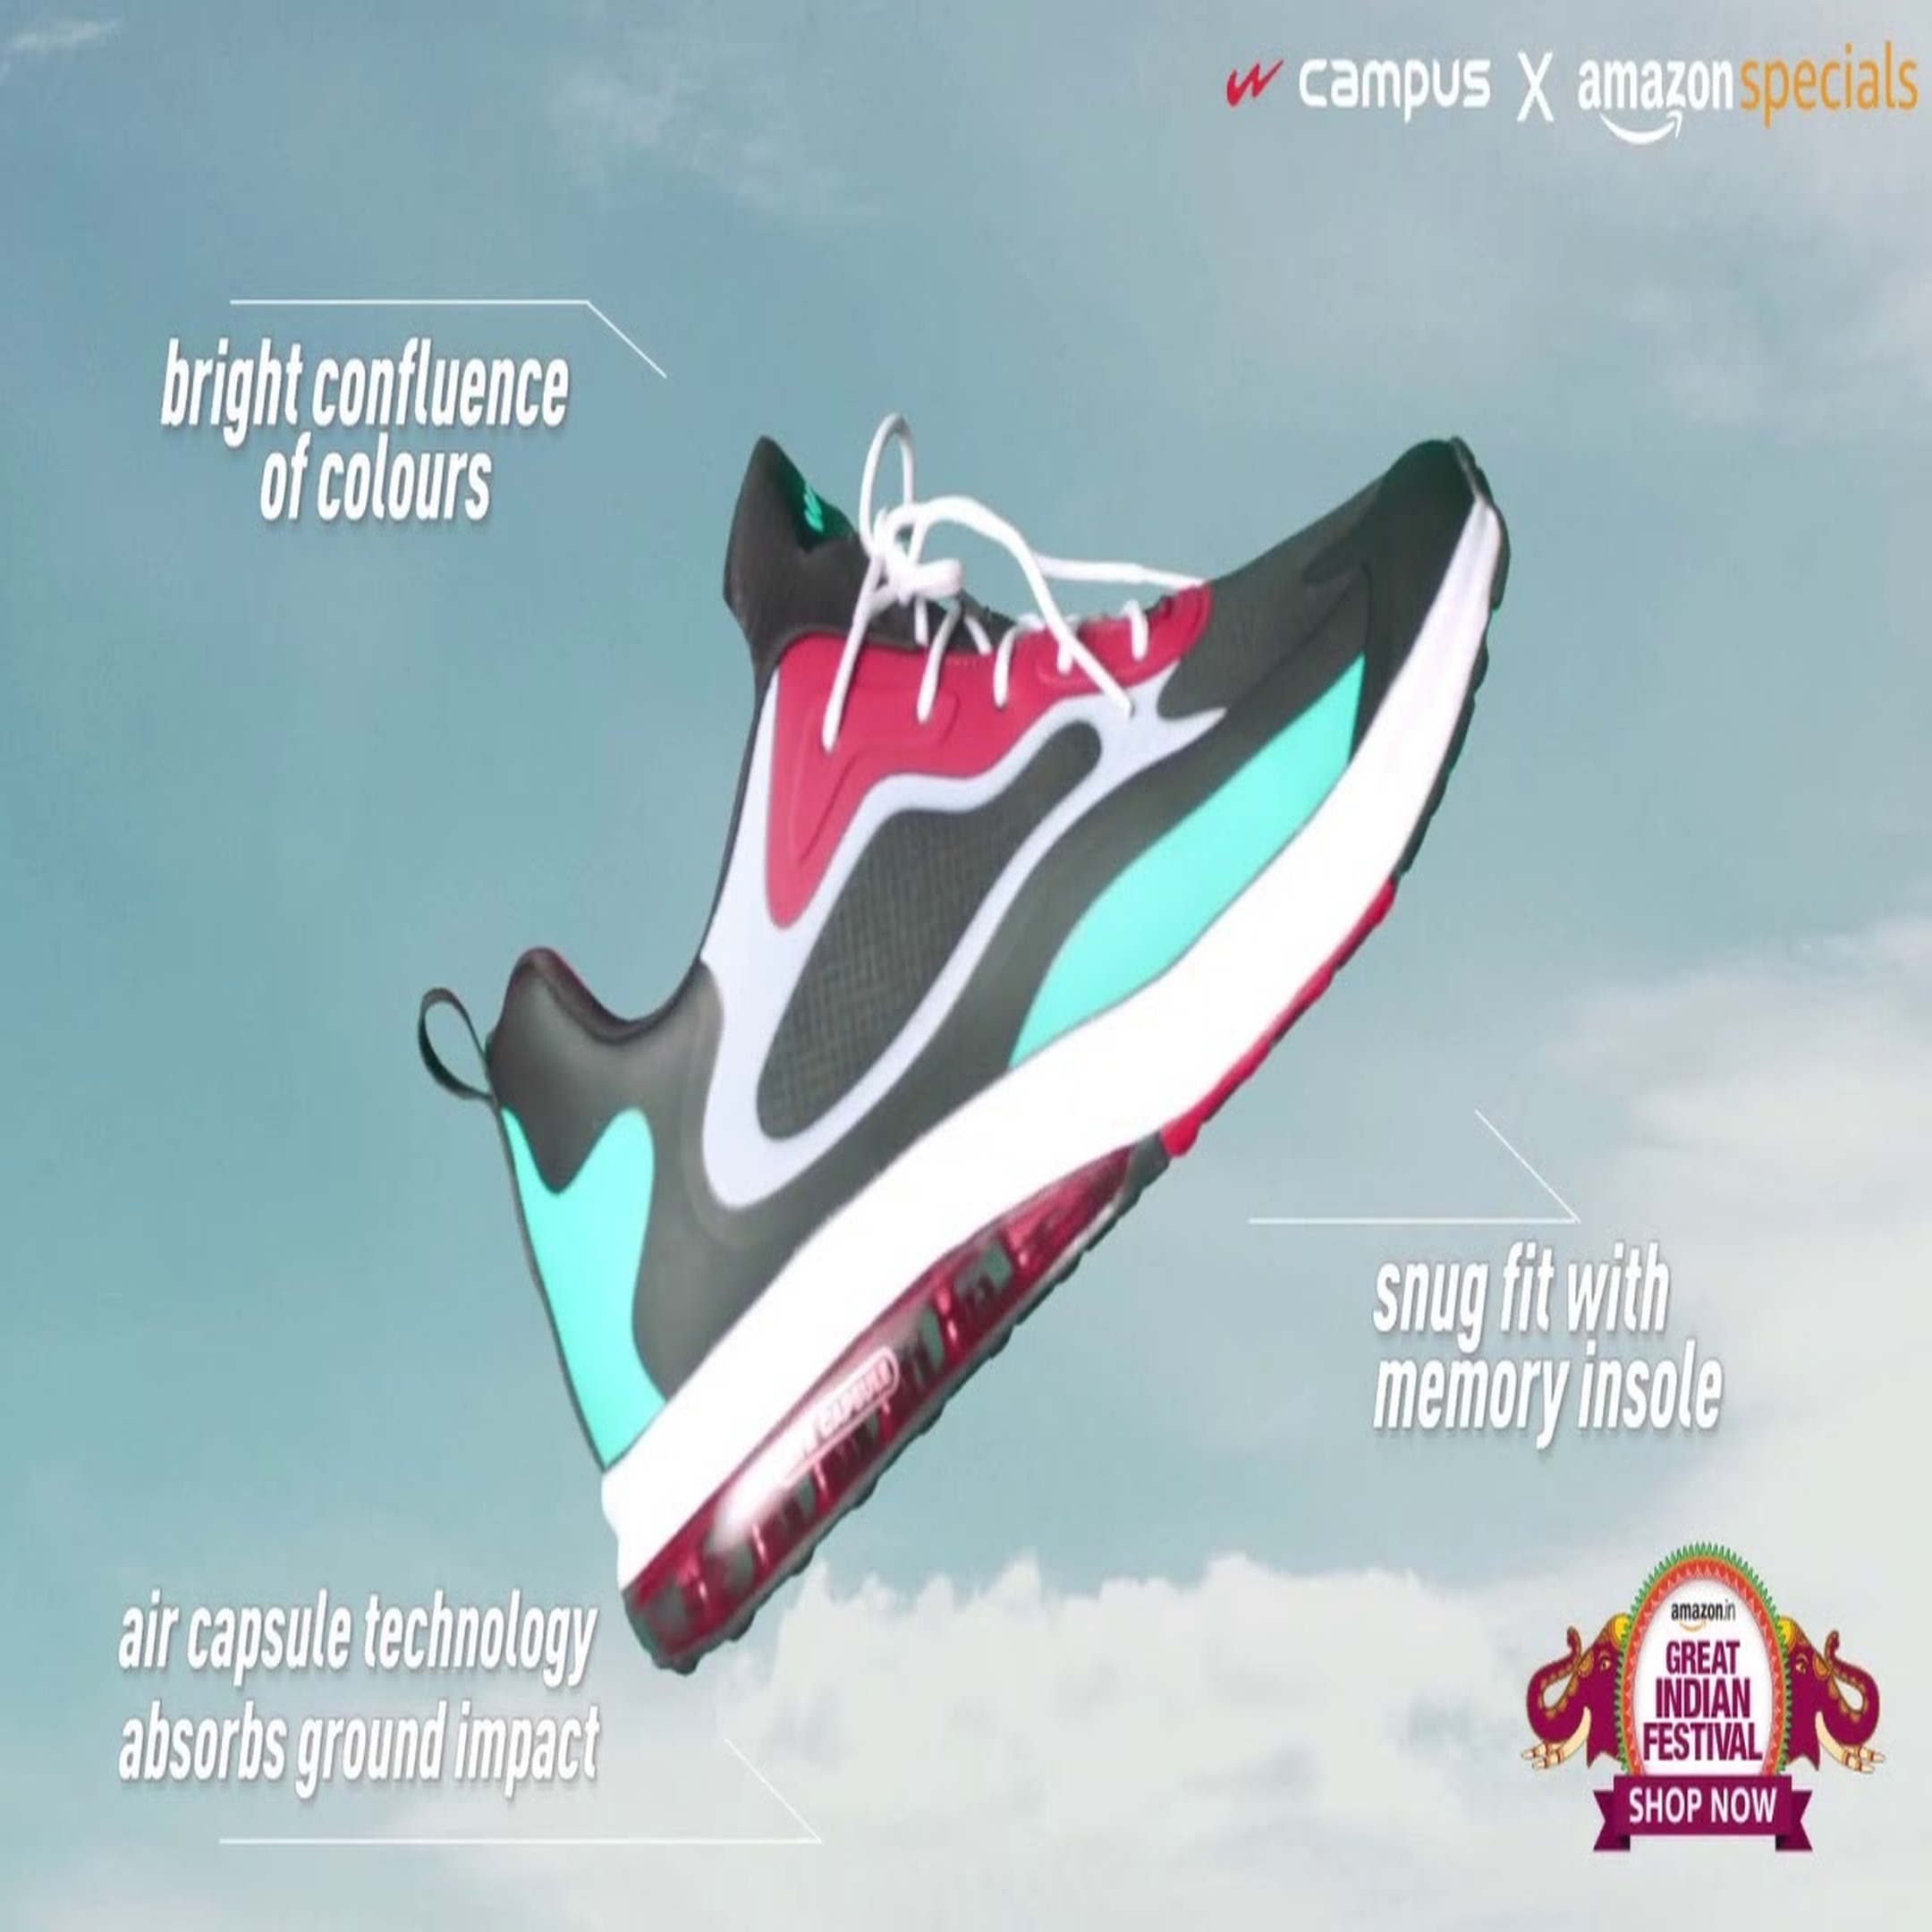 campus X amazon specials
bright confluence
of colours
CAPSULE
snug fit with
memory insole
air capsule technology
absorbs ground impact
amazon.in
GREAT
INDIAN
FESTIVAL
SHOP NOW